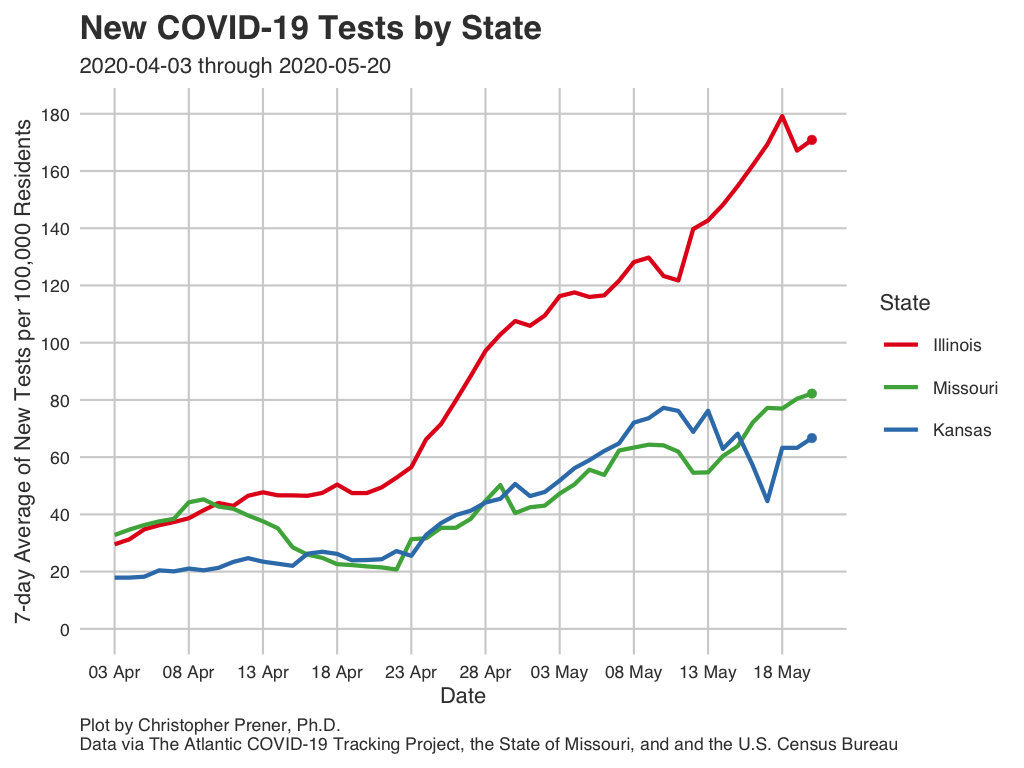 New COVID-19 Tests by State
2020-04-03 through 2020-05-20
7-day Average of New Tests per 100,000 Residents
180
160
140
120
100
80
60
40
20
0
03 Apr
08 Apr
13 Apr
18 Apr
23 Apr
28 Apr
03 May
08 May
13 May
18 May
Date
State
Illinois
Missouri
Kansas
Plot by Christopher Prener, Ph.D.
Data via The Atlantic COVID-19 Tracking Project, the State of Missouri, and and the U.S. Census Bureau